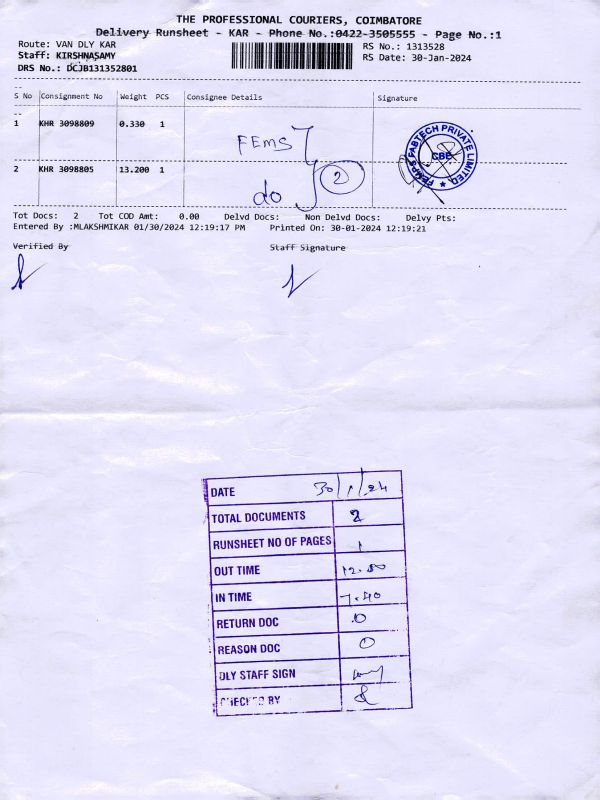 THE PROFESSIONAL COURIERS, COIMBATORE
Delivery Runsheet - KAR - Phone No.:0422-3505555 - Page No.:1
Route: VAN DLY KAR
RS No.: 1313528
Staff: KIRSHNASAMY
RS Date: 30-Jan-2024
DRS No.: DCJB131352801
S No Consignment No Weight PCS Consignee Details Signature
1 KHR 3098809 0.330 1 FEMS
FEMPS FABTECH PRIVATE LIMITED ★
CBE
2 KHR 3098805 13.200 1 do 2
Tot Docs: 2 Tot COD Amt: 0.00 Delvd Docs: Non Delvd Docs: Delvy Pts:
Entered By :MLAKSHMIKAR 01/30/2024 12:19:17 PM Printed On: 30-01-2024 12:19:21
Verified By Staff Signature
DATE 30/1/24
TOTAL DOCUMENTS 2
RUNSHEET NO OF PAGES 1
OUT TIME
IN TIME 7.40
RETURN DOC 0
REASON DOC 0
DLY STAFF SIGN
CHECKED BY